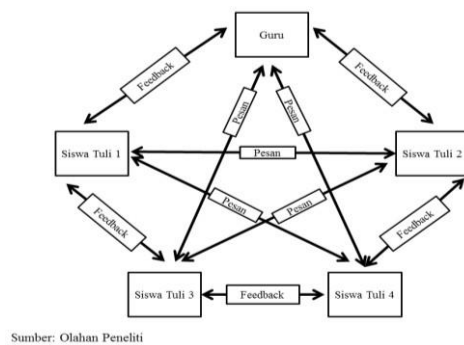 Guru
Feedback
Feedback
Pesan
Pesan
Siswa Tuli 1
Pesan
Siswa Tuli 2
Feedback
Pesan
Pesan
Feedback
Siswa Tuli 3
Feedback
Siswa Tuli 4
Sumber: Olahan Peneliti